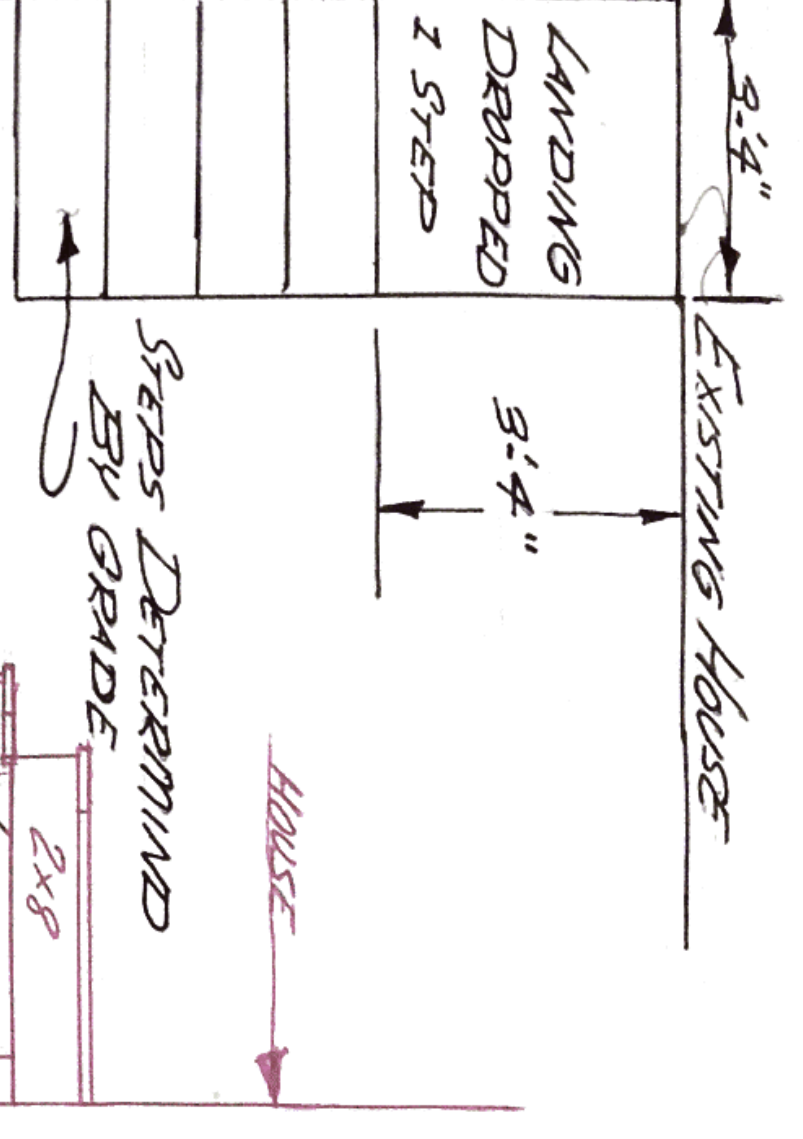 3'-4"
EXISTING HOUSE
LANDING
DROPPED
1 STEP
3'-4"
STEPS DETERMIND
BY GRADE
HOUSE
2x8